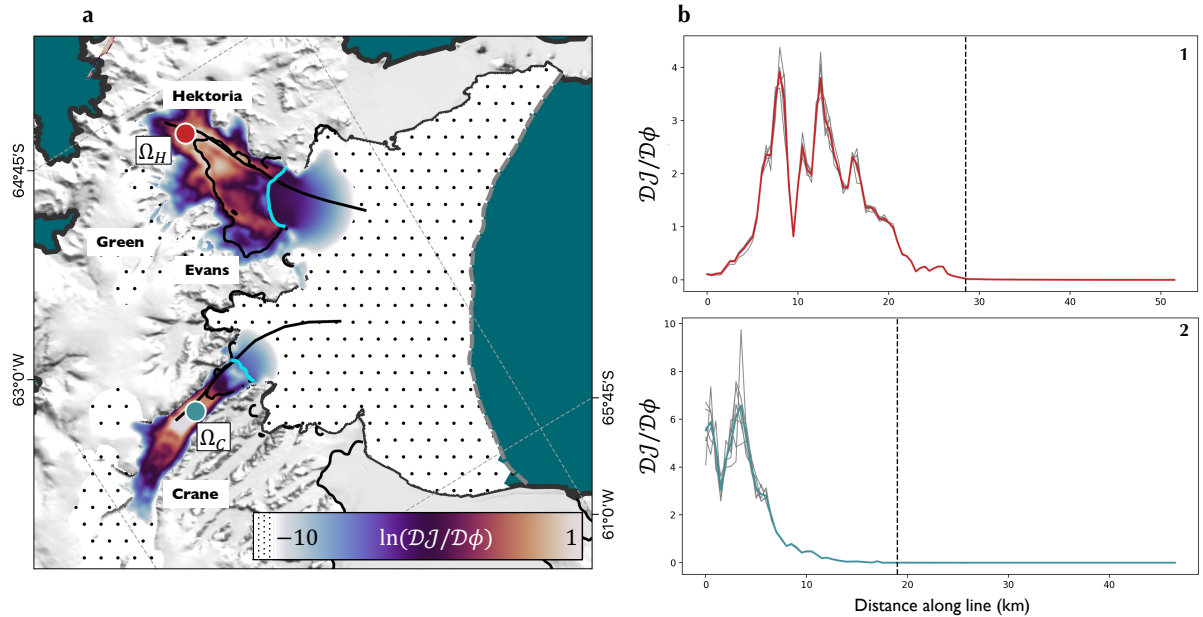 a
Hektoria
Ω_H
64°45'S
Green
Evans
63°0'W
Ω_C
Crane
65°45'S
61°0'W
−10 ln(𝒟𝒥/𝒟ϕ) 1
b
1
𝒟𝒥/𝒟ϕ
4
3
2
1
0
0 10 20 30 40 50
2
𝒟𝒥/𝒟ϕ
10
8
6
4
2
0
0 10 20 30 40
Distance along line (km)